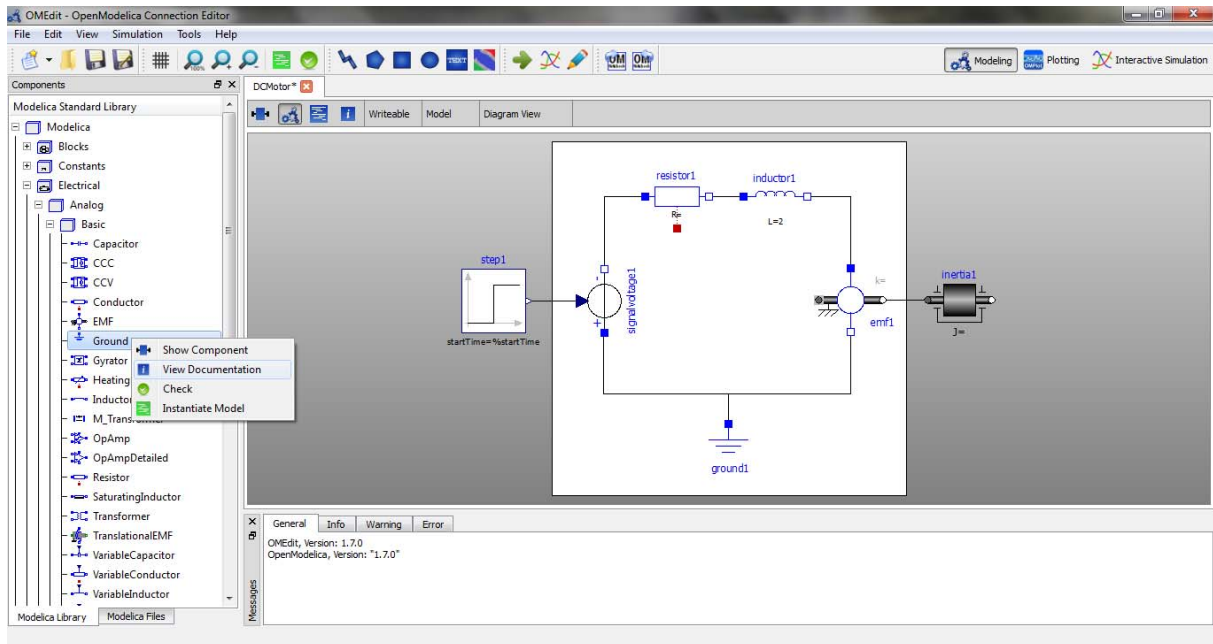 OMEdit - OpenModelica Connection Editor
File Edit View Simulation Tools Help
100%
TEXT
OM
OM
Modeling Plotting Interactive Simulation
Components
DCMotor*
Modelica Standard Library
Writeable Model Diagram View
Modelica
Blocks
Constants
Electrical
Analog
Basic
Capacitor
CCC
CCV
Conductor
EMF
Ground
Gyrator
Heating
Inductor
M_Transformer
OpAmp
OpAmpDetailed
Resistor
SaturatingInductor
Transformer
TranslationalEMF
VariableCapacitor
VariableConductor
VariableInductor
Show Component
View Documentation
Check
Instantiate Model
Modelica Library Modelica Files
resistor1
R=
inductor1
L=2
step1
startTime=%startTime
signalvoltage1
-
+
k=
emf1
inertia1
J=
ground1
General Info Warning Error
OMEdit, Version: 1.7.0
OpenModelica, Version: "1.7.0"
Messages